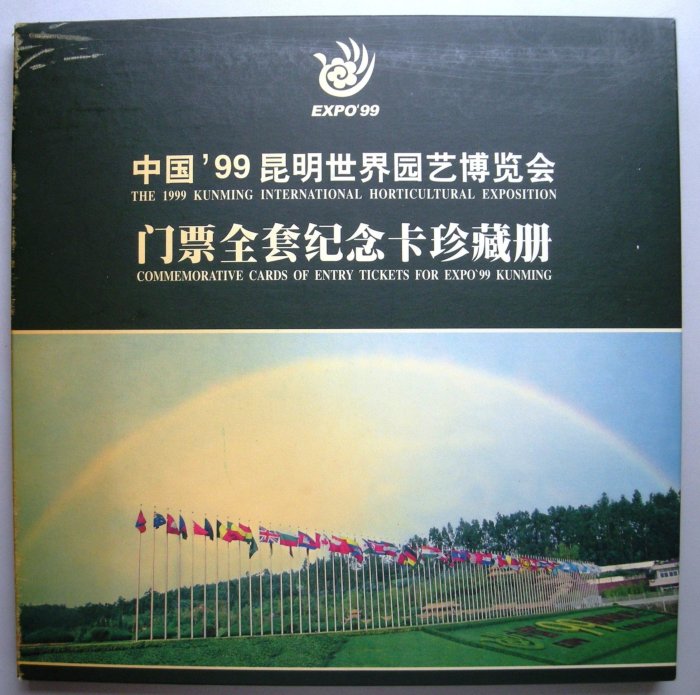 EXPO'99
中国'99昆明世界园艺博览会
THE 1999 KUNMING INTERNATIONAL HORTICULTURAL EXPOSITION
门票全套纪念卡珍藏册
COMMEMORATIVE CARDS OF ENTRY TICKETS FOR EXPO'99 KUNMING
99